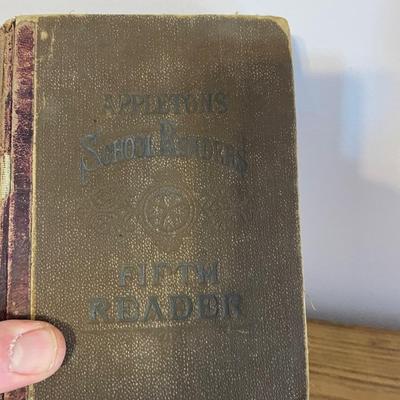 APPLETONS
SCHOOL READERS
FIFTH
READER